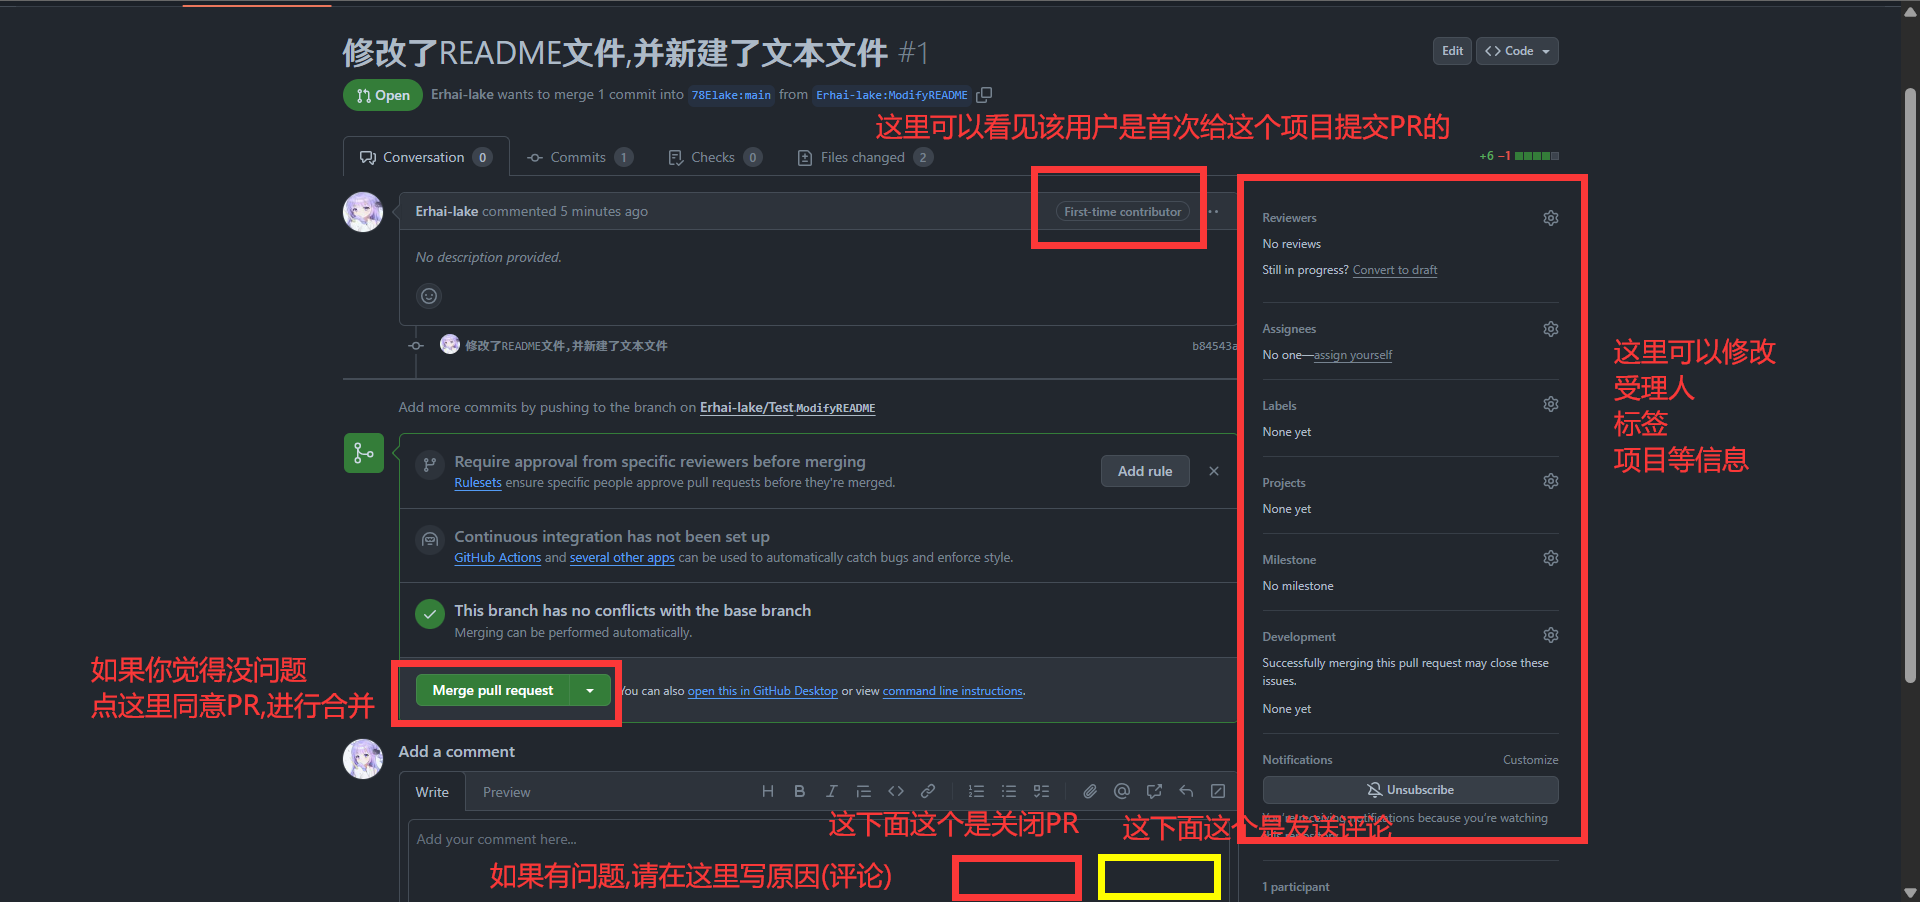 修改了README文件,并新建了文本文件 #1
Edit
Code
Open
Erhai-lake wants to merge 1 commit into 78Elake:main from Erhai-lake:ModifyREADME
这里可以看见该用户是首次给这个项目提交PR的
Conversation 0
Commits 1
Checks 0
Files changed 2
+6 −1
Erhai-lake commented 5 minutes ago
First-time contributor
No description provided.
修改了README文件,并新建了文本文件
b84543a
Add more commits by pushing to the branch on Erhai-lake/Test:ModifyREADME
Require approval from specific reviewers before merging
Rulesets ensure specific people approve pull requests before they're merged.
Add rule
Continuous integration has not been set up
GitHub Actions and several other apps can be used to automatically catch bugs and enforce style.
This branch has no conflicts with the base branch
Merging can be performed automatically.
如果你觉得没问题
点这里同意PR,进行合并
Merge pull request
You can also open this in GitHub Desktop or view command line instructions.
Add a comment
Write
Preview
Add your comment here...
这下面这个是关闭PR
这下面这个是发送评论
如果有问题,请在这里写原因(评论)
Reviewers
No reviews
Still in progress? Convert to draft
Assignees
No one—assign yourself
Labels
None yet
Projects
None yet
Milestone
No milestone
Development
Successfully merging this pull request may close these
issues.
None yet
Notifications
Customize
Unsubscribe
You're receiving notifications because you're watching
this repository.
1 participant
这里可以修改
受理人
标签
项目等信息